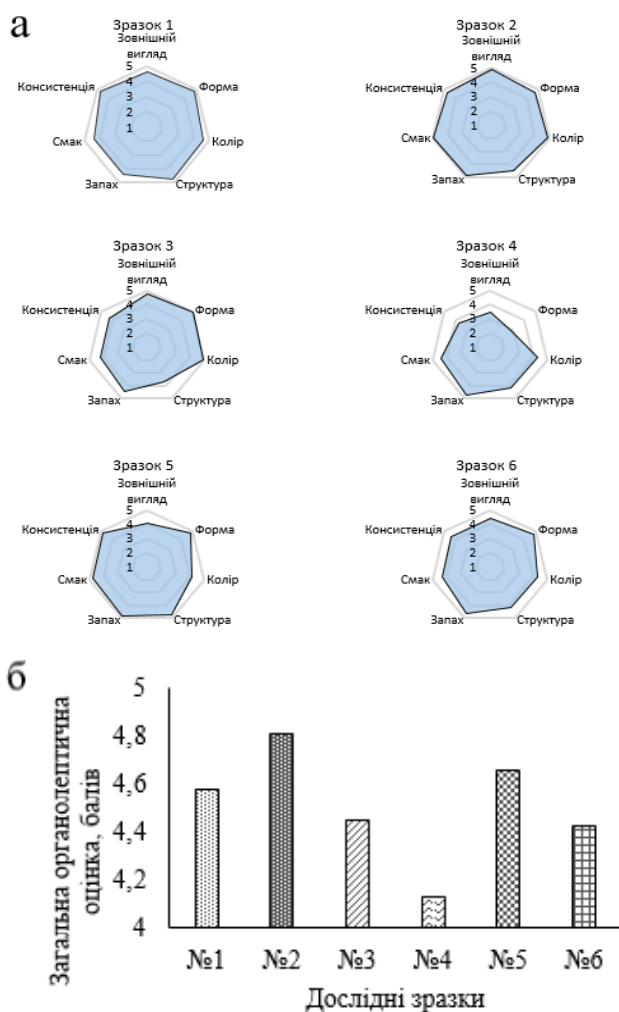 а
Зразок 1
Зовнішній
вигляд
Форма
Колір
Структура
Запах
Смак
Консистенція
5
4
3
2
1
Зразок 2
Зовнішній
вигляд
Форма
Колір
Структура
Запах
Смак
Консистенція
5
4
3
2
1
Зразок 3
Зовнішній
вигляд
Форма
Колір
Структура
Запах
Смак
Консистенція
5
4
3
2
1
Зразок 4
Зовнішній
вигляд
Форма
Колір
Структура
Запах
Смак
Консистенція
5
4
3
2
1
Зразок 5
Зовнішній
вигляд
Форма
Колір
Структура
Запах
Смак
Консистенція
5
4
3
2
1
Зразок 6
Зовнішній
вигляд
Форма
Колір
Структура
Запах
Смак
Консистенція
5
4
3
2
1
б
Загальна органолептична
оцінка, балів
5
4,8
4,6
4,4
4,2
4
№1 №2 №3 №4 №5 №6
Дослідні зразки